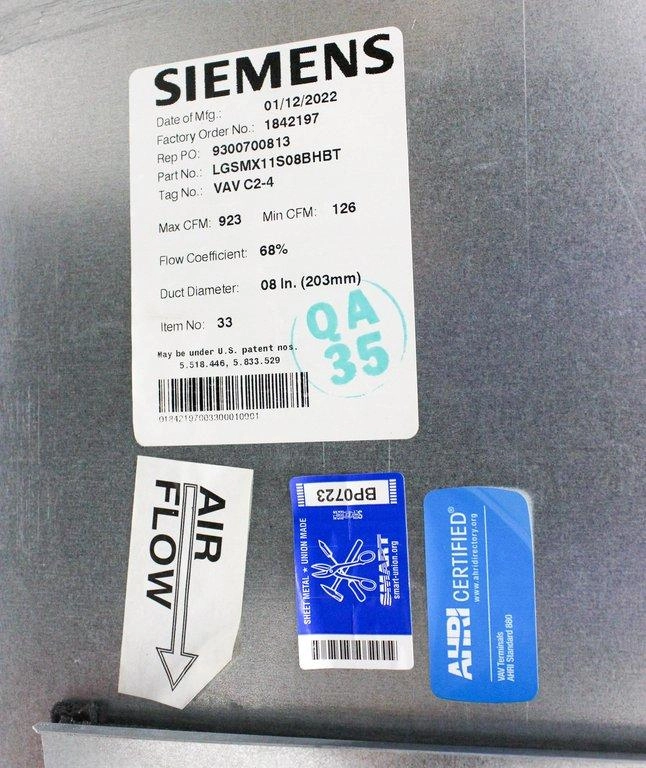 SIEMENS
Date of Mfg.: 01/12/2022
Factory Order No.: 1842197
Rep PO: 9300700813
Part No.: LGSMX11S08BHBT
Tag No.: VAV C2-4
Max CFM: 923 Min CFM: 126
Flow Coefficient: 68%
Duct Diameter: 08 In. (203mm)
Item No: 33
QA
35
May be under U.S. patent nos.
5.518.446, 5.833.529
01842197003300010001
AIR
FLOW
BP0723
SHEET METAL ★ UNION MADE
SMART
smart-union.org
AHRI CERTIFIED®
www.ahridirectory.org
VAV Terminals
AHRI Standard 880